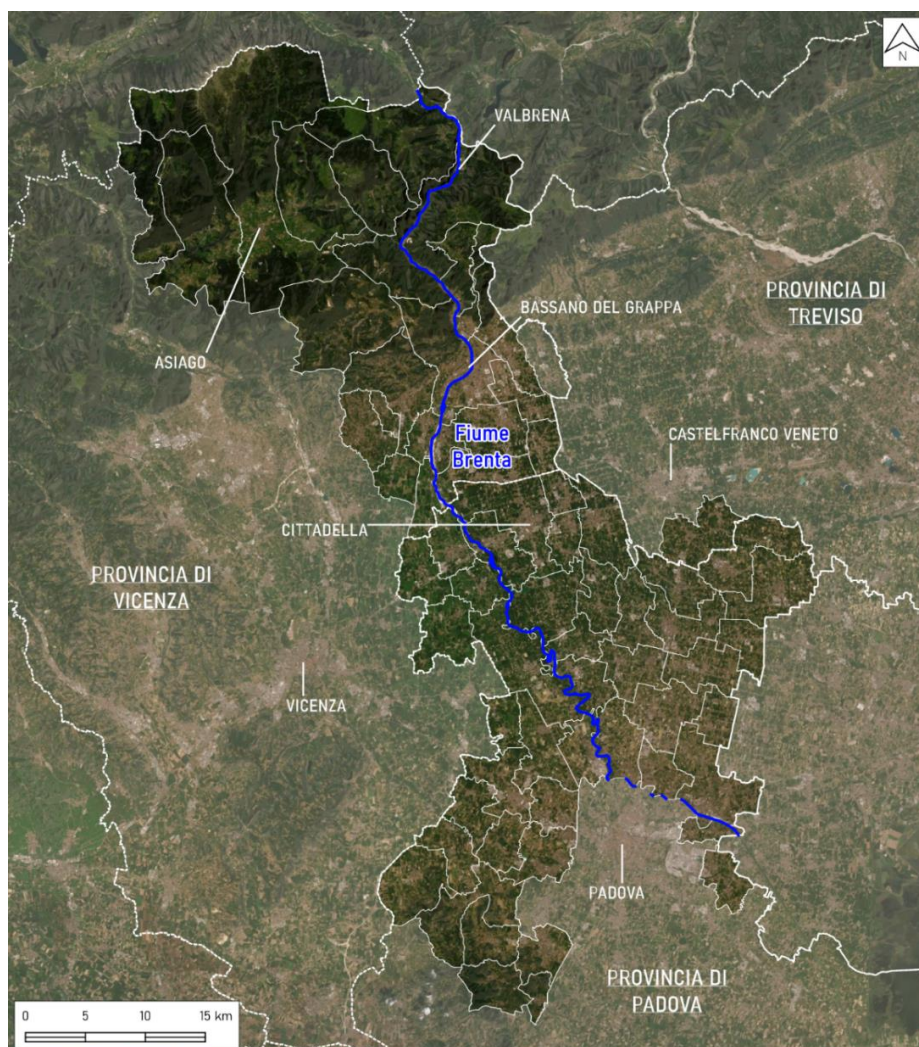 N
VALBRENA
PROVINCIA DI
TREVISO
BASSANO DEL GRAPPA
ASIAGO
Fiume
Brenta
CASTELFRANCO VENETO
CITTADELLA
PROVINCIA DI
VICENZA
VICENZA
PADOVA
PROVINCIA DI
PADOVA
0 5 10 15 km